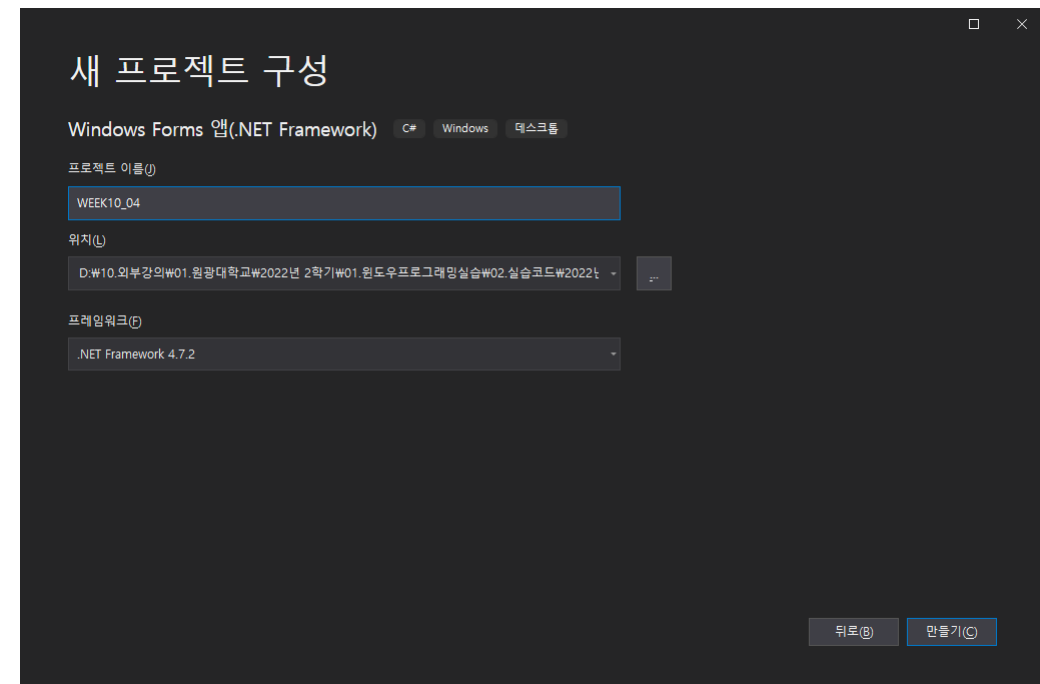 새 프로젝트 구성
Windows Forms 앱(.NET Framework) C# Windows 데스크톱
프로젝트 이름(J)
WEEK10_04
위치(L)
D:₩10.외부강의₩01.원광대학교₩2022년 2학기₩01.윈도우프로그래밍실습₩02.실습코드₩2022
...
프레임워크(F)
.NET Framework 4.7.2
뒤로(B) 만들기(C)